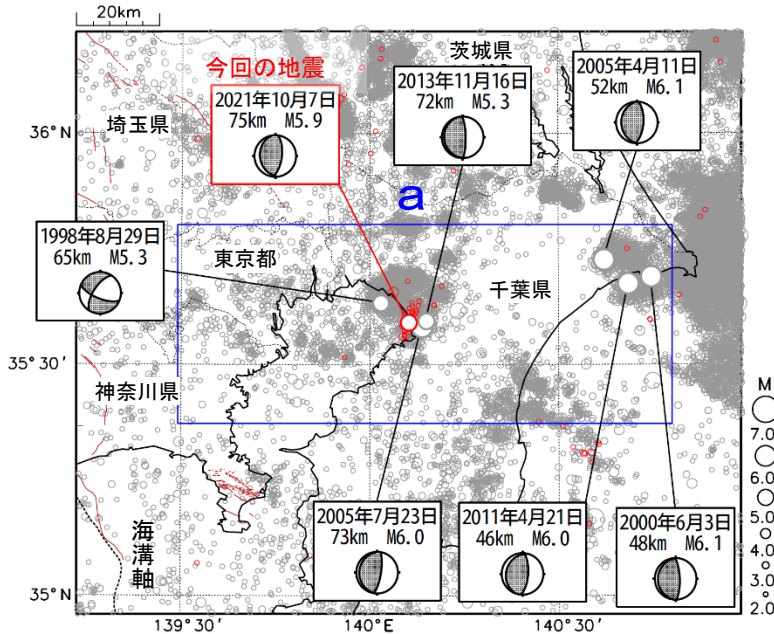 20km
茨城県
今回の地震
2021年10月7日
75km M5.9
2013年11月16日
72km M5.3
2005年4月11日
52km M6.1
36°N
埼玉県
a
1998年8月29日
65km M5.3
東京都
千葉県
35°30'
神奈川県
M
7.0
6.0
5.0
4.0
3.0
2.0
海溝軸
2005年7月23日
73km M6.0
2011年4月21日
46km M6.0
2000年6月3日
48km M6.1
35°N
139°30'
140°E
140°30'